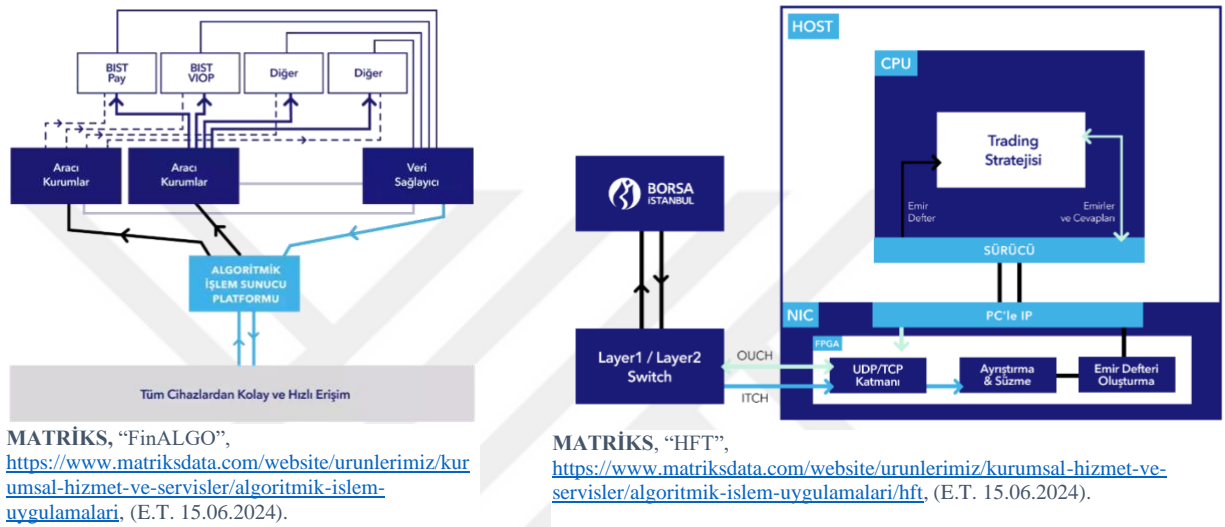 BIST
Pay
BIST
VIOP
Diğer
Diğer
Aracı
Kurumlar
Aracı
Kurumlar
Veri
Sağlayıcı
ALGORİTMİK
İŞLEM SUNUCU
PLATFORMU
Tüm Cihazlardan Kolay ve Hızlı Erişim
MATRİKS, “FinALGO”,
https://www.matriksdata.com/website/urunlerimiz/kur
umsal-hizmet-ve-servisler/algoritmik-islem-
uygulamalari, (E.T. 15.06.2024).
HOST
CPU
Trading
Stratejisi
Emir
Defter
Emirler
ve Cevapları
SÜRÜCÜ
BORSA
İSTANBUL
NIC
PC'le IP
FPGA
Layer1 / Layer2
Switch
OUCH
ITCH
UDP/TCP
Katmanı
Ayrıştırma
& Süzme
Emir Defteri
Oluşturma
MATRİKS, “HFT”,
https://www.matriksdata.com/website/urunlerimiz/kurumsal-hizmet-ve-
servisler/algoritmik-islem-uygulamalari/hft, (E.T. 15.06.2024).